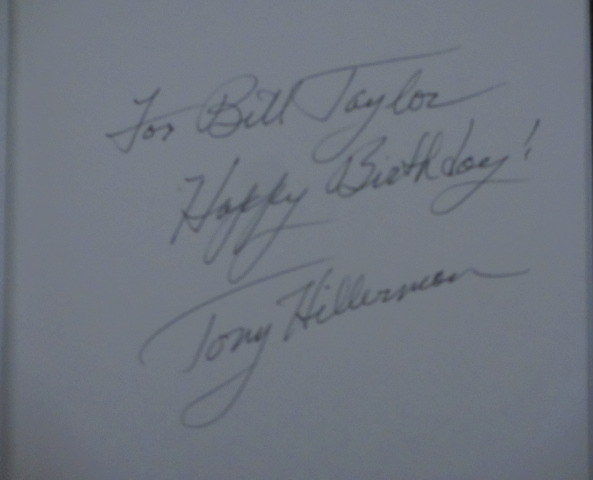 For Bill Taylor
Happy Birthday!
Tony Hillerman